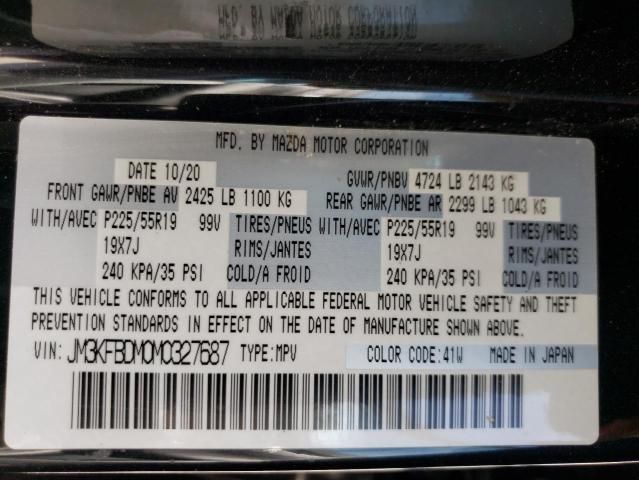 MFD. BY MAZDA MOTOR CORPORATION
DATE 10/20 GVWR/PNBV 4724 LB 2143 KG
FRONT GAWR/PNBE AV 2425 LB 1100 KG REAR GAWR/PNBE AR 2299 LB 1043 KG
WITH/AVEC P225/55R19 99V TIRES/PNEUS WITH/AVEC P225/55R19 99V TIRES/PNEUS
19X7J RIMS/JANTES 19X7J RIMS/JANTES
240 KPA/35 PSI COLD/A FROID 240 KPA/35 PSI COLD/A FROID
THIS VEHICLE CONFORMS TO ALL APPLICABLE FEDERAL MOTOR VEHICLE SAFETY AND THEFT
PREVENTION STANDARDS IN EFFECT ON THE DATE OF MANUFACTURE SHOWN ABOVE.
VIN: JM3KFBDM0M0327687 TYPE:MPV COLOR CODE:41W MADE IN JAPAN